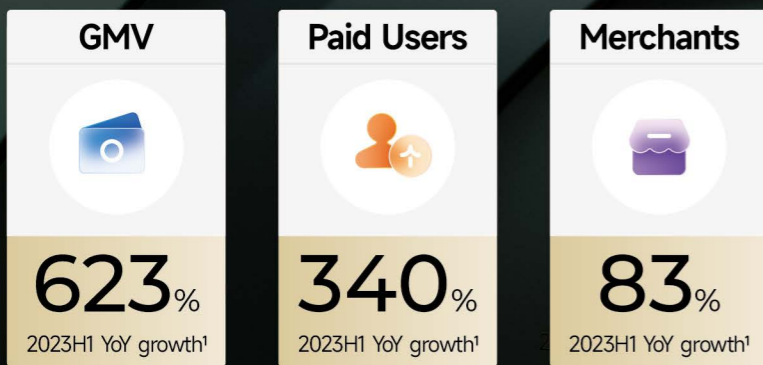 GMV
623%
2023H1 YoY growth¹
Paid Users
340%
2023H1 YoY growth¹
Merchants
83%
2023H1 YoY growth¹